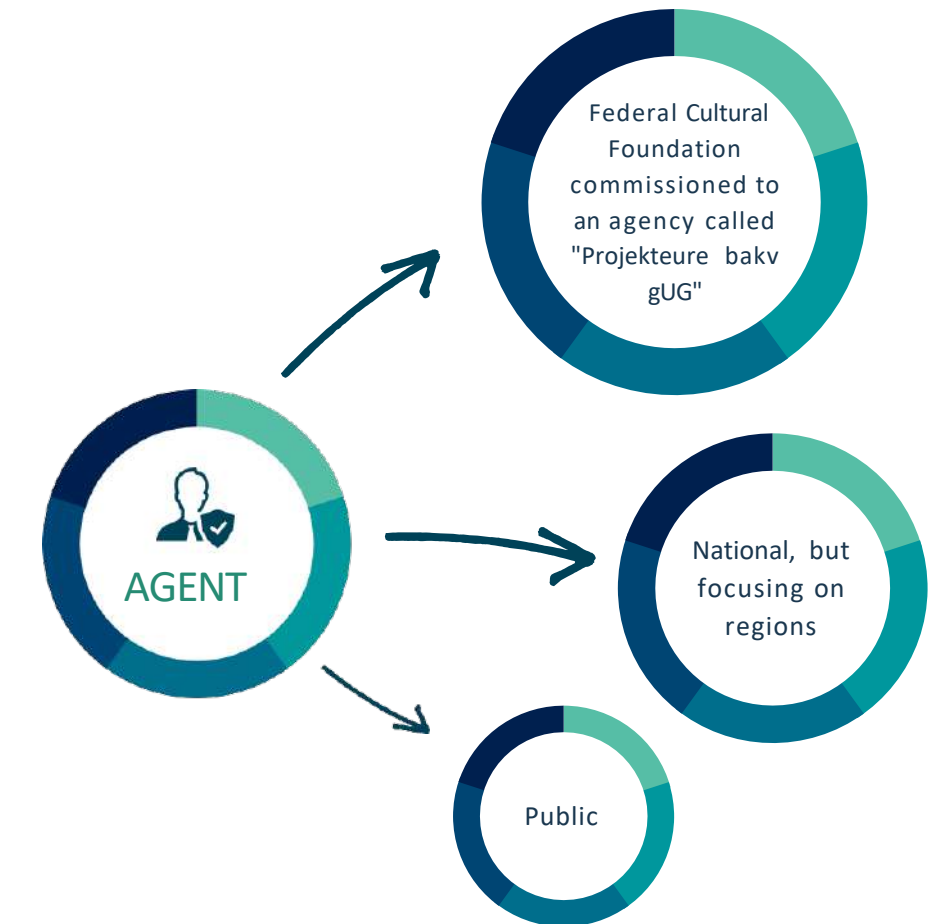 Federal Cultural
Foundation
commissioned to
an agency called
"Projekteure bakv
gUG"
AGENT
National, but
focusing on
regions
Public